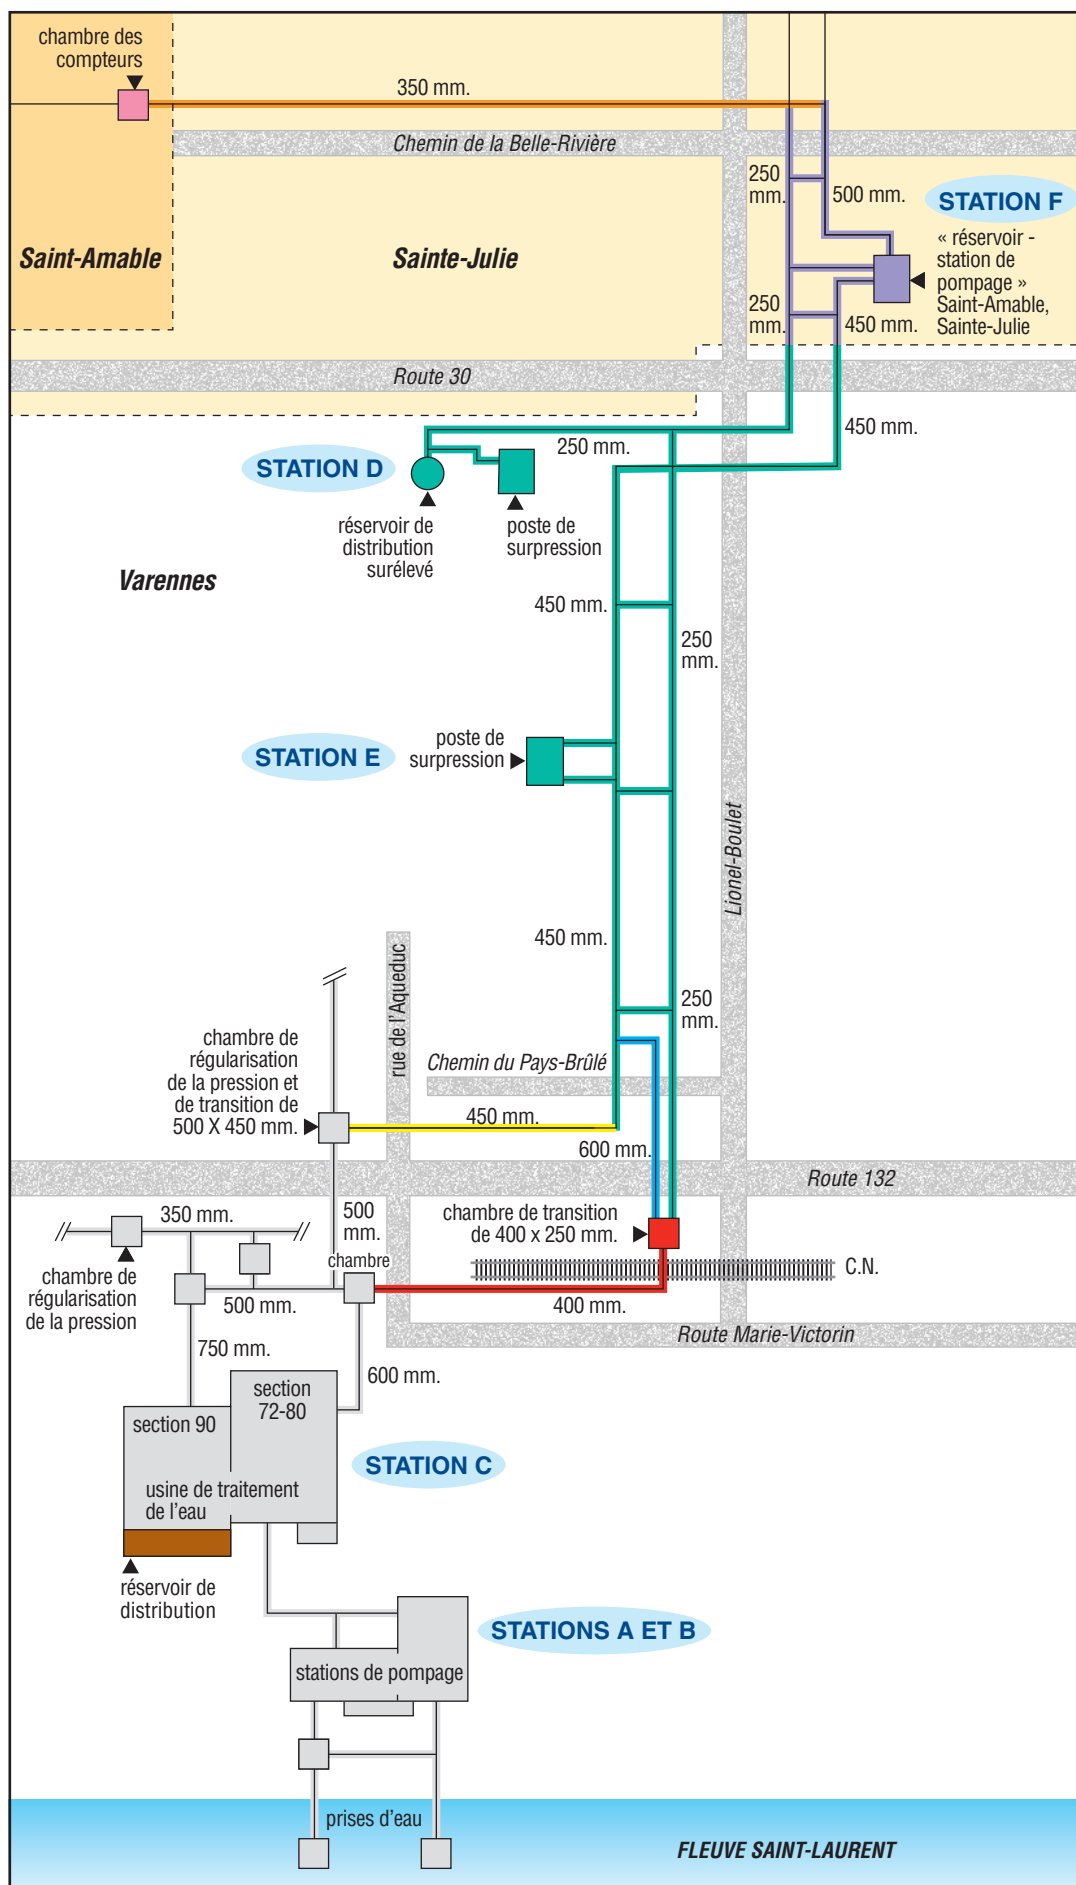 chambre des
compteurs
350 mm.
Chemin de la Belle-Rivière
250
mm.
500 mm.
STATION F
« réservoir -
station de
pompage »
Saint-Amable,
Sainte-Julie
Saint-Amable
Sainte-Julie
250
mm.
450 mm.
Route 30
450 mm.
250 mm.
STATION D
réservoir de
distribution
surélevé
poste de
surpression
Varennes
450 mm.
250
mm.
STATION E
poste de
surpression
Lionel-Boulet
450 mm.
rue de l'Aqueduc
250
mm.
chambre de
régularisation
de la pression et
de transition de
500 X 450 mm.
Chemin du Pays-Brûlé
450 mm.
600 mm.
Route 132
350 mm.
500
mm.
chambre de transition
de 400 x 250 mm.
chambre
C.N.
chambre de
régularisation
de la pression
500 mm.
400 mm.
Route Marie-Victorin
750 mm.
600 mm.
section
72-80
section 90
STATION C
usine de traitement
de l'eau
réservoir de
distribution
STATIONS A ET B
stations de pompage
prises d'eau
FLEUVE SAINT-LAURENT